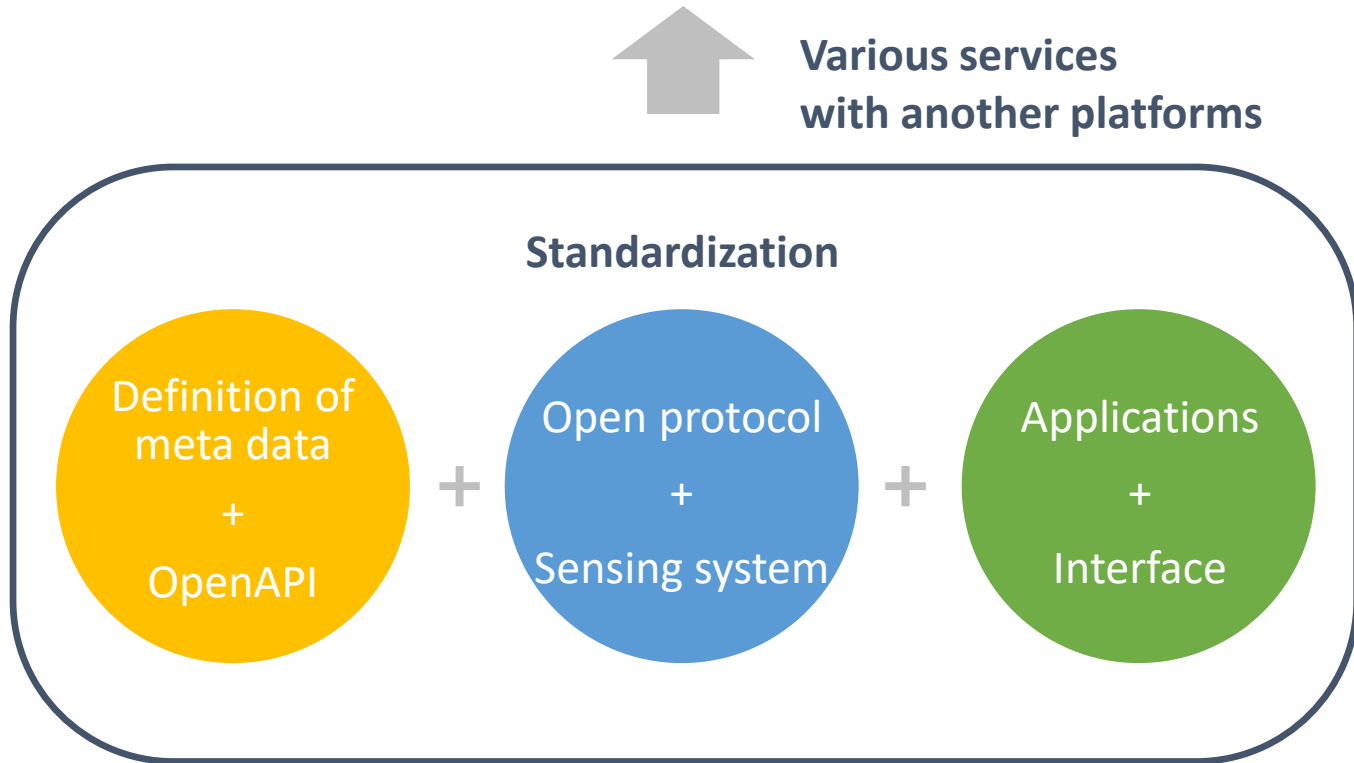 Various services
with another platforms
Standardization
Definition of
meta data
+
OpenAPI
+
Open protocol
+
Sensing system
+
Applications
+
Interface